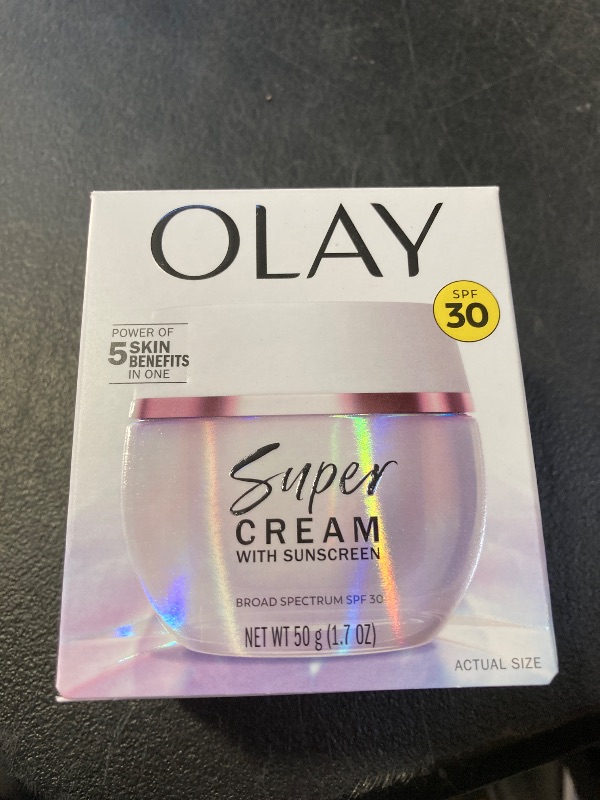 OLAY
SPF
30
POWER OF
5 SKIN
BENEFITS
IN ONE
Super
CREAM
WITH SUNSCREEN
BROAD SPECTRUM SPF 30
NET WT 50 g (1.7 OZ)
ACTUAL SIZE